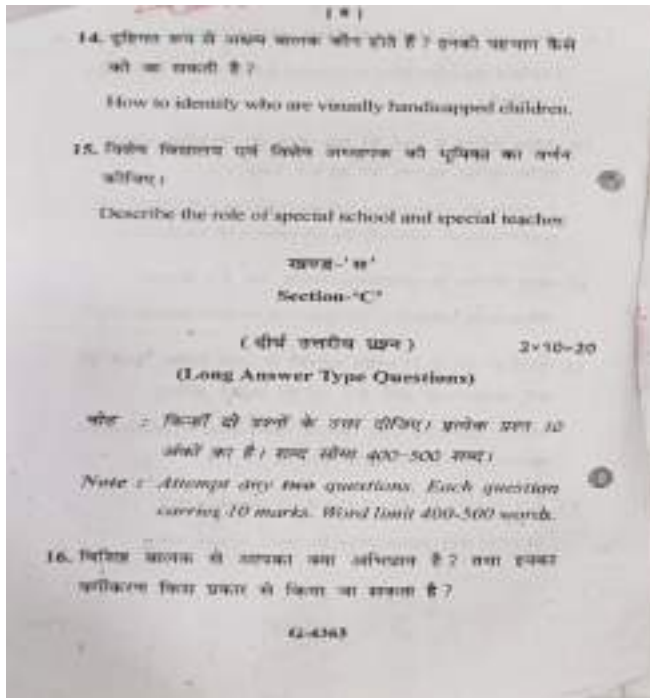 14. दृष्टिगत रूप से अक्षम बालक कौन होते हैं ? इनकी पहचान कैसे
की जा सकती है ?
How to identify who are visually handicapped children.
15. विशेष विद्यालय एवं विशेष अध्यापक की भूमिका का वर्णन
कीजिए।
Describe the role of special school and special teacher
खण्ड-'स'
Section-'C'
( दीर्घ उत्तरीय प्रश्न ) 2×10=20
(Long Answer Type Questions)
नोट : किन्हीं दो प्रश्नों के उत्तर दीजिए। प्रत्येक प्रश्न 10
अंकों का है। शब्द सीमा 400-500 शब्द।
Note : Attempt any two questions. Each question
carries 10 marks. Word limit 400-500 words.
16. विशिष्ट बालक से आपका क्या अभिप्राय है ? तथा इनका
वर्गीकरण किस प्रकार से किया जा सकता है ?
G-4363